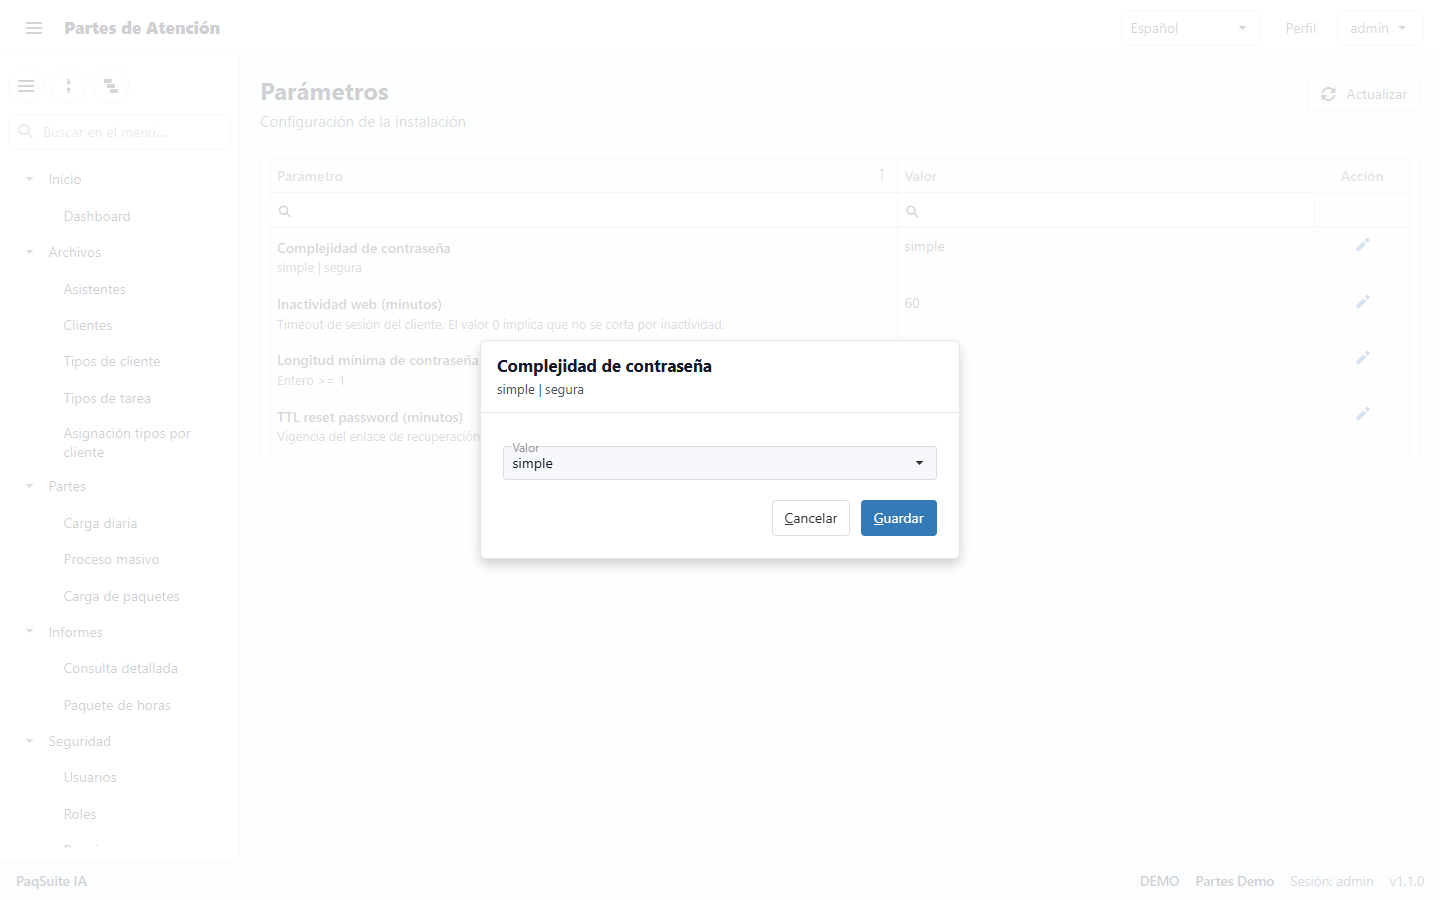 Partes de Atención
Español
Perfil
admin
Buscar en el menú...
Inicio
Dashboard
Archivos
Asistentes
Clientes
Tipos de cliente
Tipos de tarea
Asignación tipos por
cliente
Partes
Carga diaria
Proceso masivo
Carga de paquetes
Informes
Consulta detallada
Paquete de horas
Seguridad
Usuarios
Roles
Parámetros
Configuración de la instalación
Actualizar
Parámetro
Valor
Acción
Complejidad de contraseña
simple | segura
simple
Inactividad web (minutos)
Timeout de sesión del cliente. El valor 0 implica que no se corta por inactividad.
60
Longitud mínima de contraseña
Entero >= 1
TTL reset password (minutos)
Vigencia del enlace de recuperación
Complejidad de contraseña
simple | segura
Valor
simple
Cancelar
Guardar
PaqSuite IA
DEMO
Partes Demo
Sesión: admin
v1.1.0